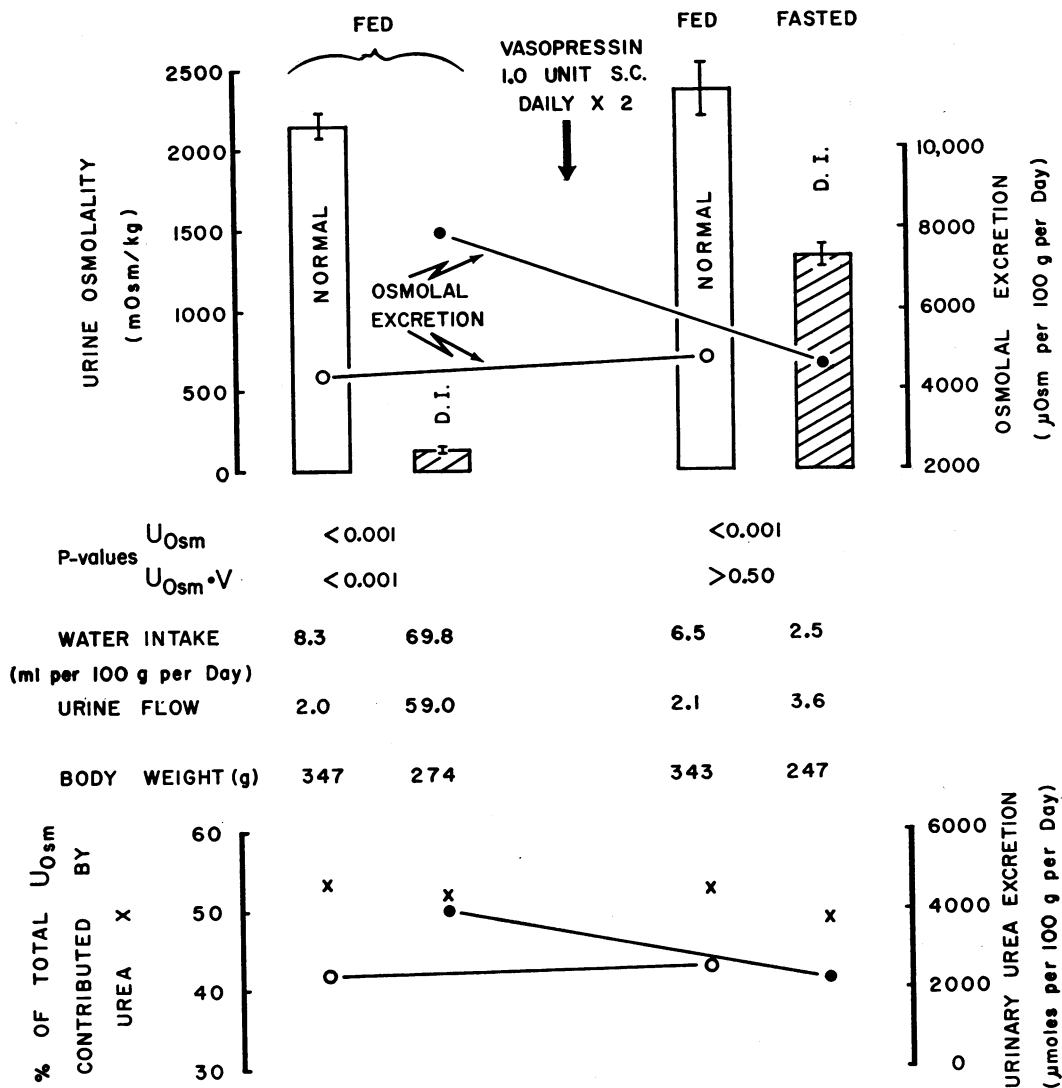 FED
FED FASTED
VASOPRESSIN
1.0 UNIT S.C.
DAILY X 2
URINE OSMOLALITY
(mOsm/kg)
2500
2000
1500
1000
500
0
NORMAL
D. I.
OSMOLAL
EXCRETION
NORMAL
D. I.
10,000
8000
6000
4000
2000
OSMOLAL EXCRETION
(µOsm per 100 g per Day)
P-values
UOsm <0.001 <0.001
UOsm•V <0.001 >0.50
WATER INTAKE 8.3 69.8 6.5 2.5
(ml per 100 g per Day)
URINE FLOW 2.0 59.0 2.1 3.6
BODY WEIGHT (g) 347 274 343 247
% OF TOTAL UOsm
CONTRIBUTED BY
UREA X
60
50
40
30
x x x x
6000
4000
2000
0
URINARY UREA EXCRETION
(µmoles per 100 g per Day)